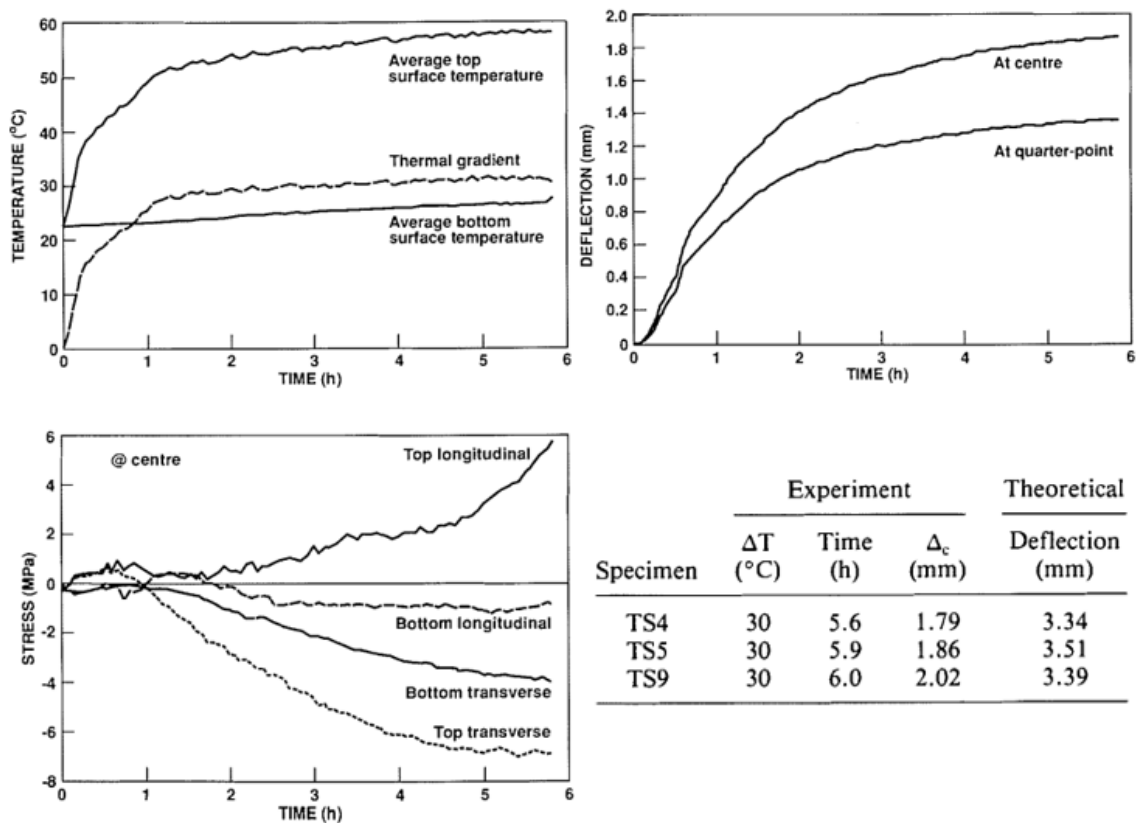 60
50
40
30
20
10
0
TEMPERATURE (°C)
Average top
surface temperature
Thermal gradient
Average bottom
surface temperature
0 1 2 3 4 5 6
TIME (h)
2.0
1.8
1.6
1.4
1.2
1.0
0.8
0.6
0.4
0.2
0
DEFLECTION (mm)
At centre
At quarter-point
0 1 2 3 4 5 6
TIME (h)
6
4
2
0
-2
-4
-6
-8
STRESS (MPa)
@ centre
Top longitudinal
Bottom longitudinal
Bottom transverse
Top transverse
0 1 2 3 4 5 6
TIME (h)
Experiment Theoretical
ΔT Time Δc Deflection
Specimen (°C) (h) (mm) (mm)
TS4 30 5.6 1.79 3.34
TS5 30 5.9 1.86 3.51
TS9 30 6.0 2.02 3.39